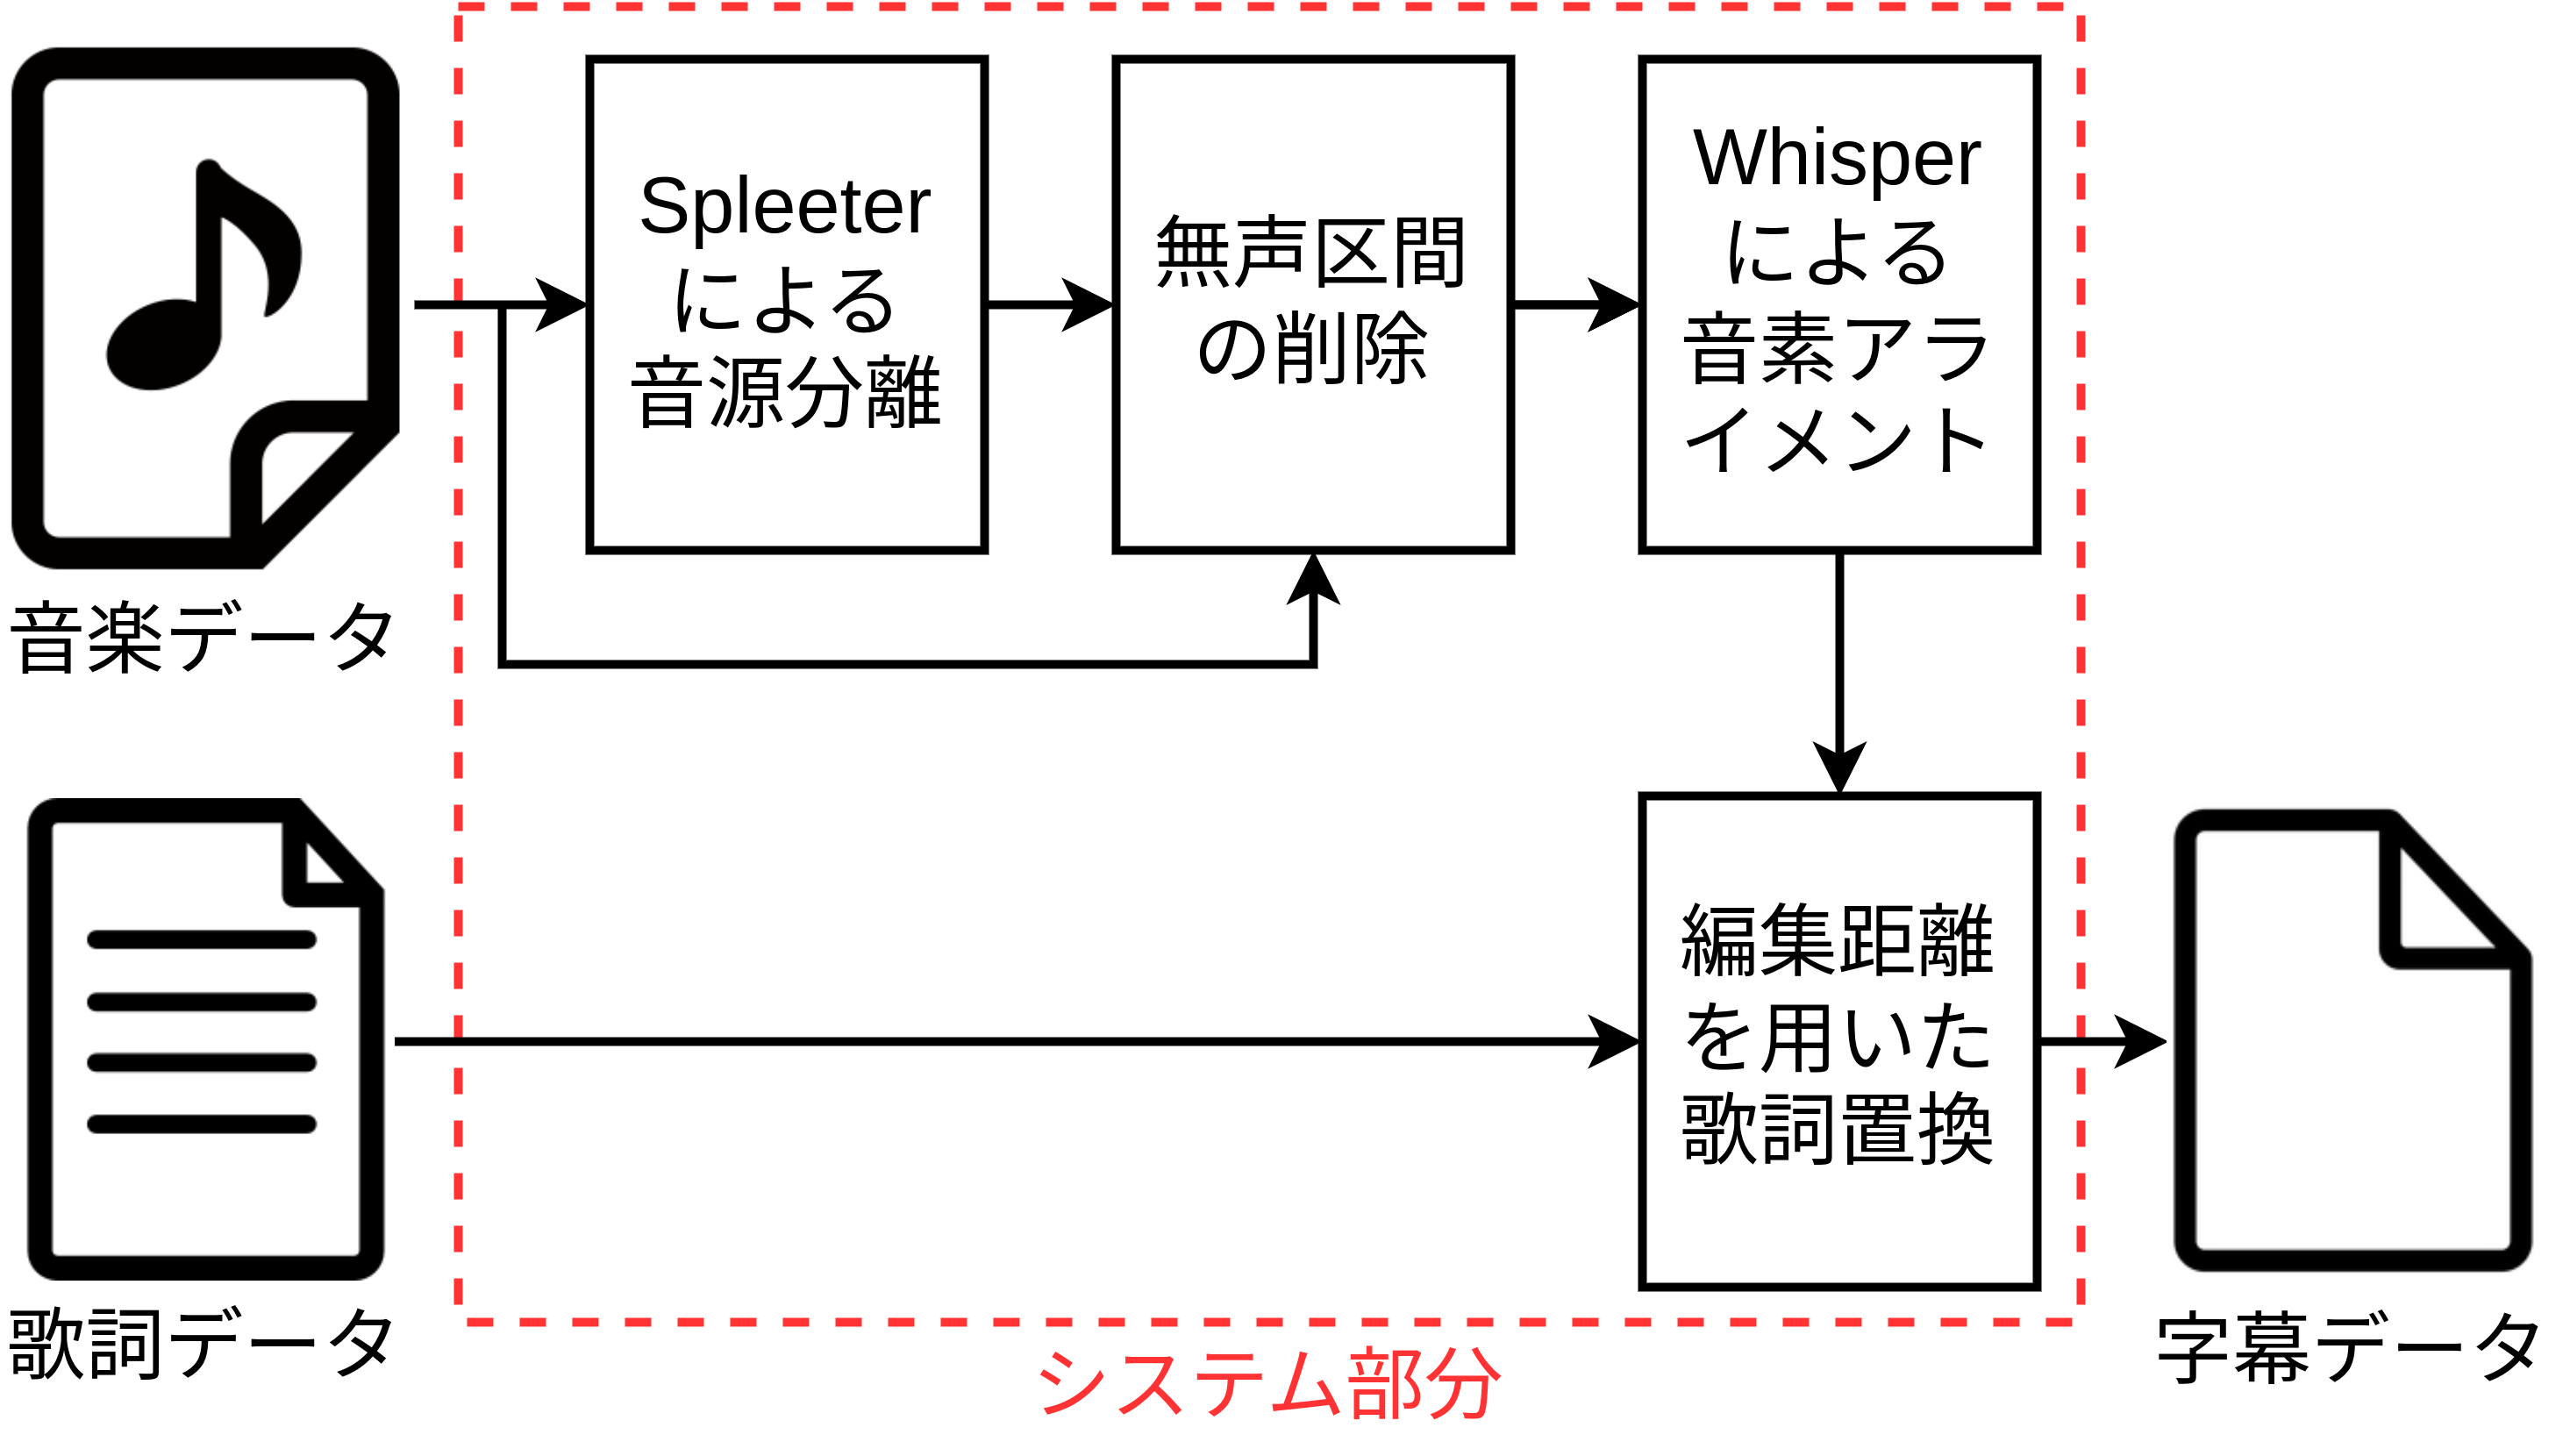 Spleeter
による
音源分離
無声区間
の削除
Whisper
による
音素アラ
イメント
音楽データ
編集距離
を用いた
歌詞置換
歌詞データ
字幕データ
システム部分